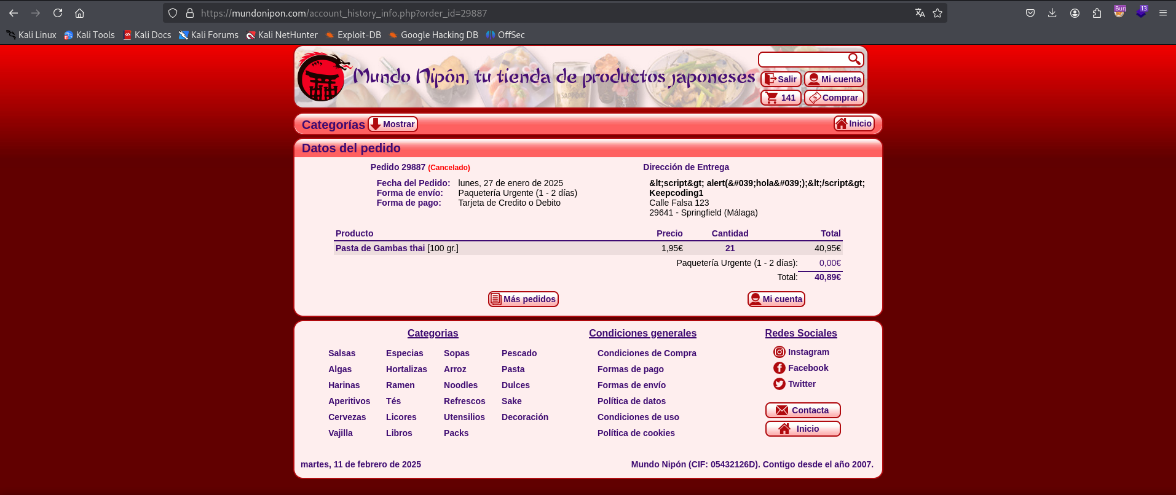 https://mundonipon.com/account_history_info.php?order_id=29887
Sun
13
Kali Linux Kali Tools Kali Docs Kali Forums Kali NetHunter Exploit-DB Google Hacking DB OffSec
Mundo Nipón, tu tienda de productos japoneses
Salir Mi cuenta
141 Comprar
Categorías Mostrar Inicio
Datos del pedido
Pedido 29887 (Cancelado)
Fecha del Pedido: lunes, 27 de enero de 2025
Forma de envío: Paquetería Urgente (1 - 2 días)
Forma de pago: Tarjeta de Credito o Debito
Dirección de Entrega
&lt;script&gt; alert(&#039;hola&#039;);&lt;/script&gt;
Keepcoding1
Calle Falsa 123
29641 - Springfield (Málaga)
Producto Precio Cantidad Total
Pasta de Gambas thai [100 gr.] 1,95€ 21 40,95€
Paquetería Urgente (1 - 2 días): 0,00€
Total: 40,89€
Más pedidos Mi cuenta
Categorias Condiciones generales Redes Sociales
Salsas Especias Sopas Pescado Condiciones de Compra Instagram
Algas Hortalizas Arroz Pasta Formas de pago Facebook
Harinas Ramen Noodles Dulces Formas de envío Twitter
Aperitivos Tés Refrescos Sake Política de datos
Cervezas Licores Utensilios Decoración Condiciones de uso Contacta
Vajilla Libros Packs Política de cookies Inicio
martes, 11 de febrero de 2025 Mundo Nipón (CIF: 05432126D). Contigo desde el año 2007.